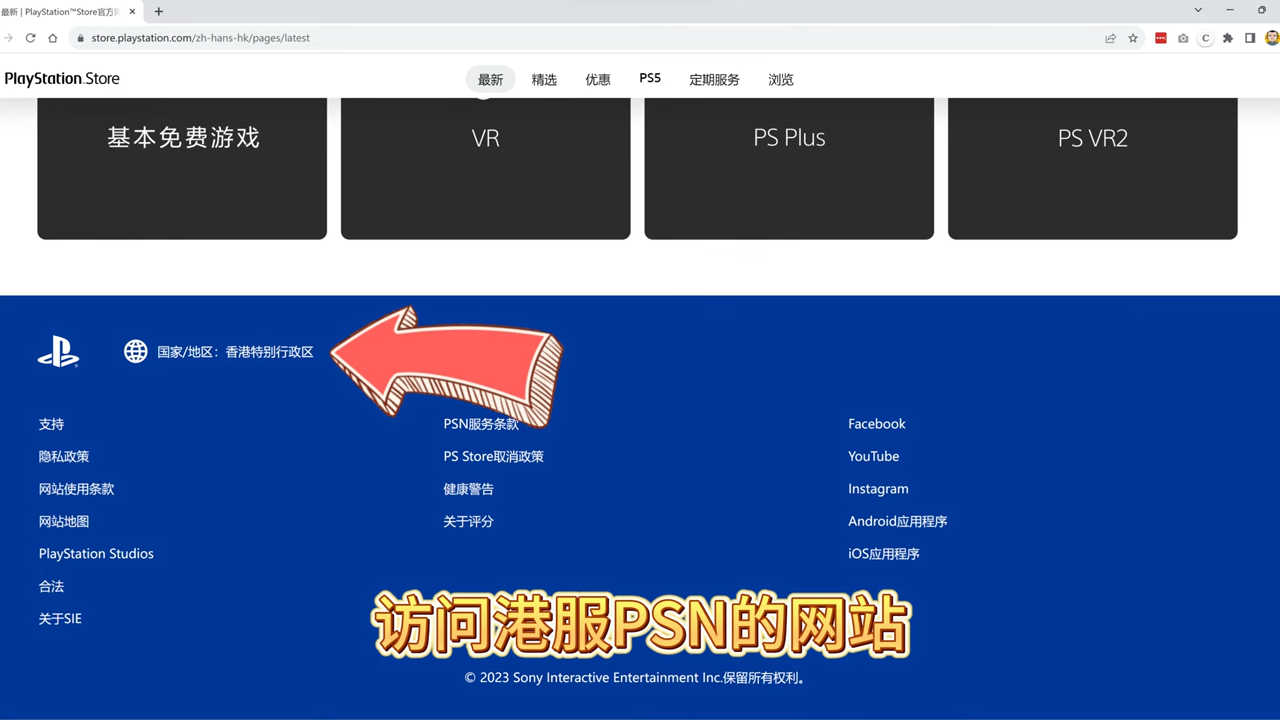 最新 | PlayStation™Store官方网
store.playstation.com/zh-hans-hk/pages/latest
PlayStation Store
最新
精选
优惠
PS5
定期服务
浏览
基本免费游戏
VR
PS Plus
PS VR2
国家/地区：香港特别行政区
支持
隐私政策
网站使用条款
网站地图
PlayStation Studios
合法
关于SIE
PSN服务条款
PS Store取消政策
健康警告
关于评分
Facebook
YouTube
Instagram
Android应用程序
iOS应用程序
访问港服PSN的网站
© 2023 Sony Interactive Entertainment Inc.保留所有权利。